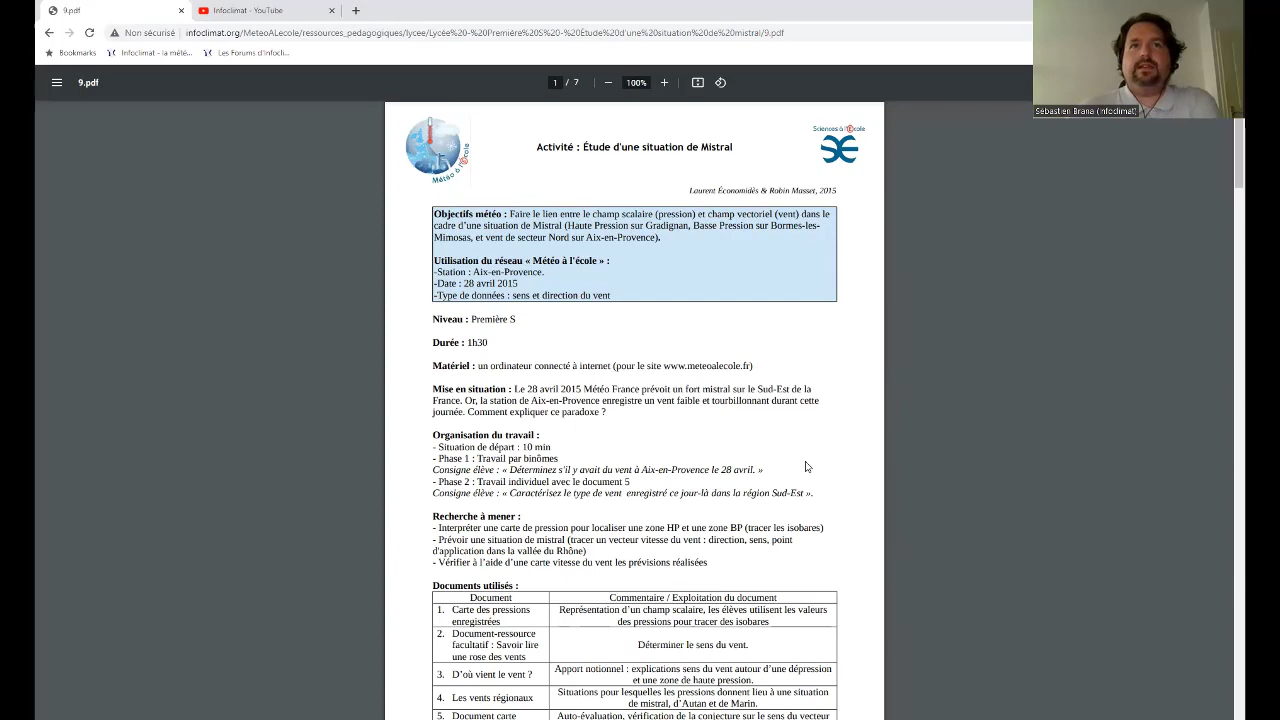 9.pdf
Infoclimat - YouTube
Non sécurisé
infoclimat.org/MeteoALecole/ressources_pedagogiques/lycee/Lycée%20-%20Première%20S%20-%20Étude%20d'une%20situation%20de%20mistral/9.pdf
Bookmarks
Infoclimat - la mété...
Les Forums d'Infocli...
9.pdf
1 / 7
100%
Sébastien Brana (Infoclimat)
Météo à l'école
Sciences à l'École
Activité : Étude d'une situation de Mistral
Laurent Économidès & Robin Masset, 2015
Objectifs météo : Faire le lien entre le champ scalaire (pression) et champ vectoriel (vent) dans le
cadre d’une situation de Mistral (Haute Pression sur Gradignan, Basse Pression sur Bormes-les-
Mimosas, et vent de secteur Nord sur Aix-en-Provence).
Utilisation du réseau « Météo à l'école » :
-Station : Aix-en-Provence.
-Date : 28 avril 2015
-Type de données : sens et direction du vent
Niveau : Première S
Durée : 1h30
Matériel : un ordinateur connecté à internet (pour le site www.meteoalecole.fr)
Mise en situation : Le 28 avril 2015 Météo France prévoit un fort mistral sur le Sud-Est de la
France. Or, la station de Aix-en-Provence enregistre un vent faible et tourbillonnant durant cette
journée. Comment expliquer ce paradoxe ?
Organisation du travail :
- Situation de départ : 10 min
- Phase 1 : Travail par binômes
Consigne élève : « Déterminez s'il y avait du vent à Aix-en-Provence le 28 avril. »
- Phase 2 : Travail individuel avec le document 5
Consigne élève : « Caractérisez le type de vent enregistré ce jour-là dans la région Sud-Est ».
Recherche à mener :
- Interpréter une carte de pression pour localiser une zone HP et une zone BP (tracer les isobares)
- Prévoir une situation de mistral (tracer un vecteur vitesse du vent : direction, sens, point
d'application dans la vallée du Rhône)
- Vérifier à l’aide d’une carte vitesse du vent les prévisions réalisées
Documents utilisés :
Document
Commentaire / Exploitation du document
1. Carte des pressions
enregistrées
Représentation d’un champ scalaire, les élèves utilisent les valeurs
des pressions pour tracer des isobares
2. Document-ressource
facultatif : Savoir lire
une rose des vents
Déterminer le sens du vent.
3. D’où vient le vent ?
Apport notionnel : explications sens du vent autour d’une dépression
et une zone de haute pression.
4. Les vents régionaux
Situations pour lesquelles les pressions donnent lieu à une situation
de mistral, d’Autan et de Marin.
5. Document carte
Auto-évaluation, vérification de la conjecture sur le sens du vecteur